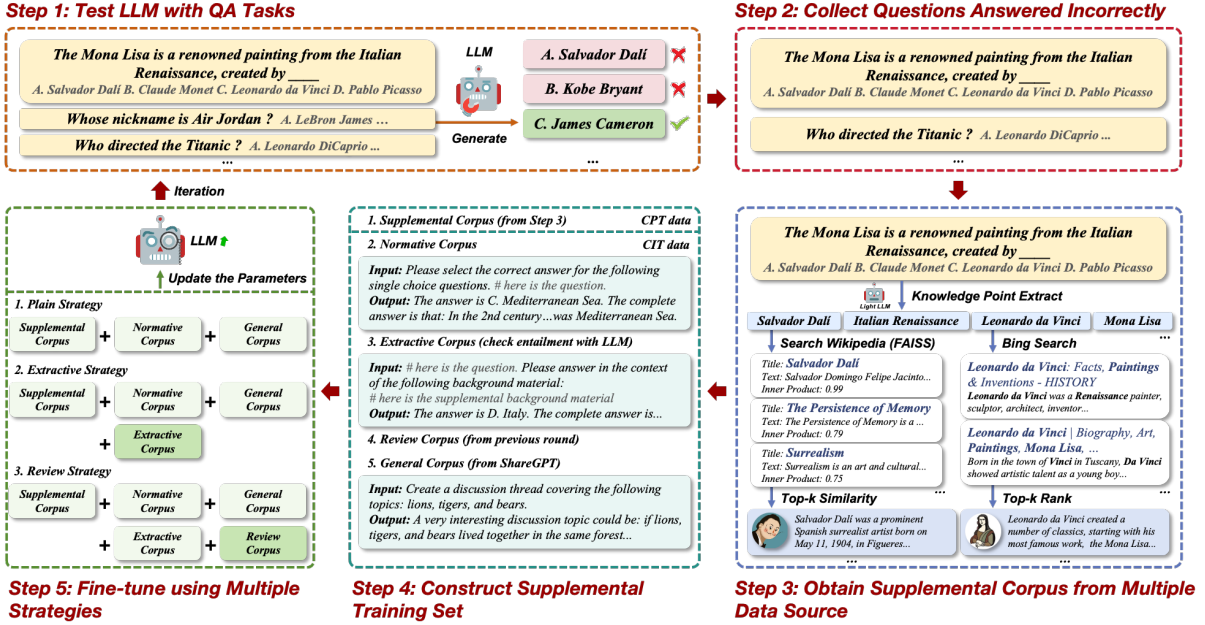 Step 1: Test LLM with QA Tasks
The Mona Lisa is a renowned painting from the Italian
Renaissance, created by ____
A. Salvador Dalí B. Claude Monet C. Leonardo da Vinci D. Pablo Picasso
Whose nickname is Air Jordan ? A. LeBron James …
Who directed the Titanic ? A. Leonardo DiCaprio ...
...
LLM
Generate
A. Salvador Dalí
B. Kobe Bryant
C. James Cameron
...
Step 2: Collect Questions Answered Incorrectly
The Mona Lisa is a renowned painting from the Italian
Renaissance, created by ____
A. Salvador Dalí B. Claude Monet C. Leonardo da Vinci D. Pablo Picasso
Who directed the Titanic ? A. Leonardo DiCaprio ...
...
The Mona Lisa is a renowned painting from the Italian
Renaissance, created by ____
A. Salvador Dalí B. Claude Monet C. Leonardo da Vinci D. Pablo Picasso
Light LLM
Knowledge Point Extract
Salvador Dalí
Italian Renaissance
Leonardo da Vinci
Mona Lisa
...
Search Wikipedia (FAISS)
Title: Salvador Dalí
Text: Salvador Domingo Felipe Jacinto...
Inner Product: 0.99
Title: The Persistence of Memory
Text: The Persistence of Memory is a ...
Inner Product: 0.79
Title: Surrealism
Text: Surrealism is an art and cultural...
Inner Product: 0.75
...
Top-k Similarity
Salvador Dalí was a prominent
Spanish surrealist artist born on
May 11, 1904, in Figueres...
...
Bing Search
Leonardo da Vinci: Facts, Paintings
& Inventions - HISTORY
Leonardo da Vinci was a Renaissance painter,
sculptor, architect, inventor...
Leonardo da Vinci | Biography, Art,
Paintings, Mona Lisa, ...
Born in the town of Vinci in Tuscany, Da Vinci
showed artistic talent as a young boy...
...
Top-k Rank
Leonardo da Vinci created a
number of classics, starting with his
most famous work, the Mona Lisa...
...
Step 3: Obtain Supplemental Corpus from Multiple
Data Source
1. Supplemental Corpus (from Step 3) CPT data
2. Normative Corpus CIT data
Input: Please select the correct answer for the following
single choice questions. # here is the question.
Output: The answer is C. Mediterranean Sea. The complete
answer is that: In the 2nd century…was Mediterranean Sea.
3. Extractive Corpus (check entailment with LLM)
Input: # here is the question. Please answer in the context
of the following background material:
# here is the supplemental background material
Output: The answer is D. Italy. The complete answer is...
4. Review Corpus (from previous round)
5. General Corpus (from ShareGPT)
Input: Create a discussion thread covering the following
topics: lions, tigers, and bears.
Output: A very interesting discussion topic could be: if lions,
tigers, and bears lived together in the same forest...
Step 4: Construct Supplemental
Training Set
Iteration
LLM
Update the Parameters
1. Plain Strategy
Supplemental Corpus + Normative Corpus + General Corpus
2. Extractive Strategy
Supplemental Corpus + Normative Corpus + General Corpus
+ Extractive Corpus
3. Review Strategy
Supplemental Corpus + Normative Corpus + General Corpus
+ Extractive Corpus + Review Corpus
Step 5: Fine-tune using Multiple
Strategies